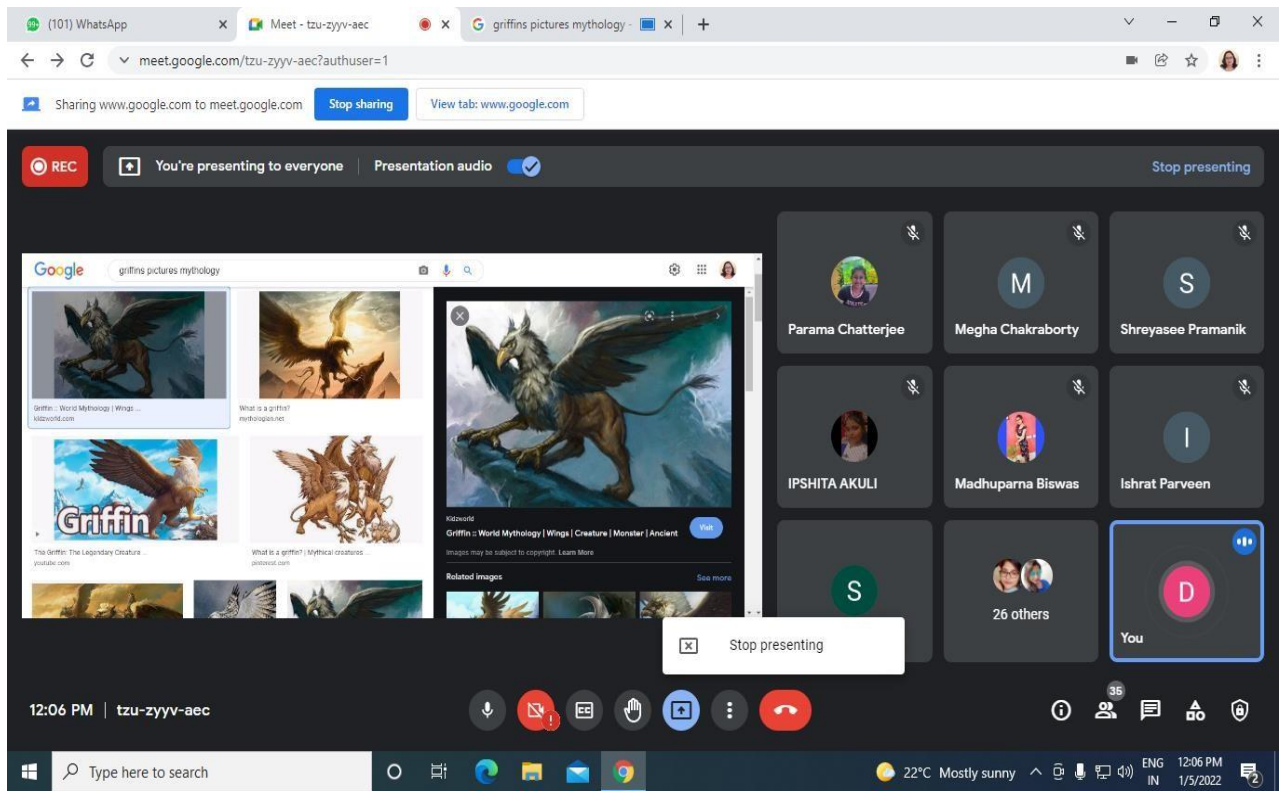 (101) WhatsApp
Meet - tzu-zyyv-aec
griffins pictures mythology -
meet.google.com/tzu-zyyv-aec?authuser=1
Sharing www.google.com to meet.google.com
Stop sharing
View tab: www.google.com
REC
You're presenting to everyone
Presentation audio
Stop presenting
Google
griffins pictures mythology
Griffin :: World Mythology | Wings ...
kidzworld.com
What is a griffin?
mythologian.net
Griffin
The Griffin: The Legendary Creature ...
youtube.com
What is a griffin? | Mythical creatures ...
pinterest.com
Kidzworld
Griffin :: World Mythology | Wings | Creature | Monster | Ancient
Visit
Images may be subject to copyright. Learn More
Related images
See more
Parama Chatterjee
M
Megha Chakraborty
S
Shreyasee Pramanik
IPSHITA AKULI
Madhuparna Biswas
I
Ishrat Parveen
S
26 others
D
You
Stop presenting
12:06 PM | tzu-zyyv-aec
CC
35
Type here to search
22°C Mostly sunny
ENG
IN
12:06 PM
1/5/2022
2